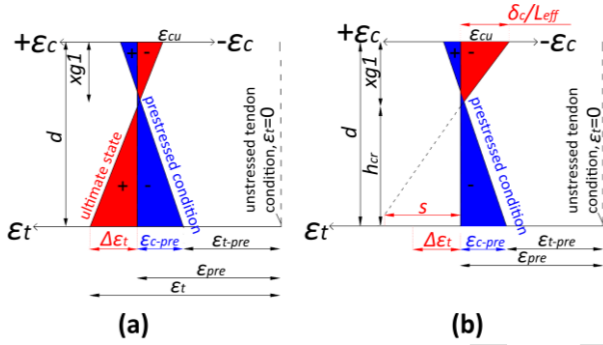 +εc
εcu
-εc
xg1
d
ultimate state
prestressed condition
unstressed tendon
condition, εt=0
+
-
+
-
εt
Δεt
εc-pre
εt-pre
εpre
εt
(a)
δc/Leff
+εc
εcu
-εc
xg1
d
hcr
prestressed condition
unstressed tendon
condition, εt=0
+
-
-
s
εt
Δεt
εc-pre
εt-pre
εpre
(b)